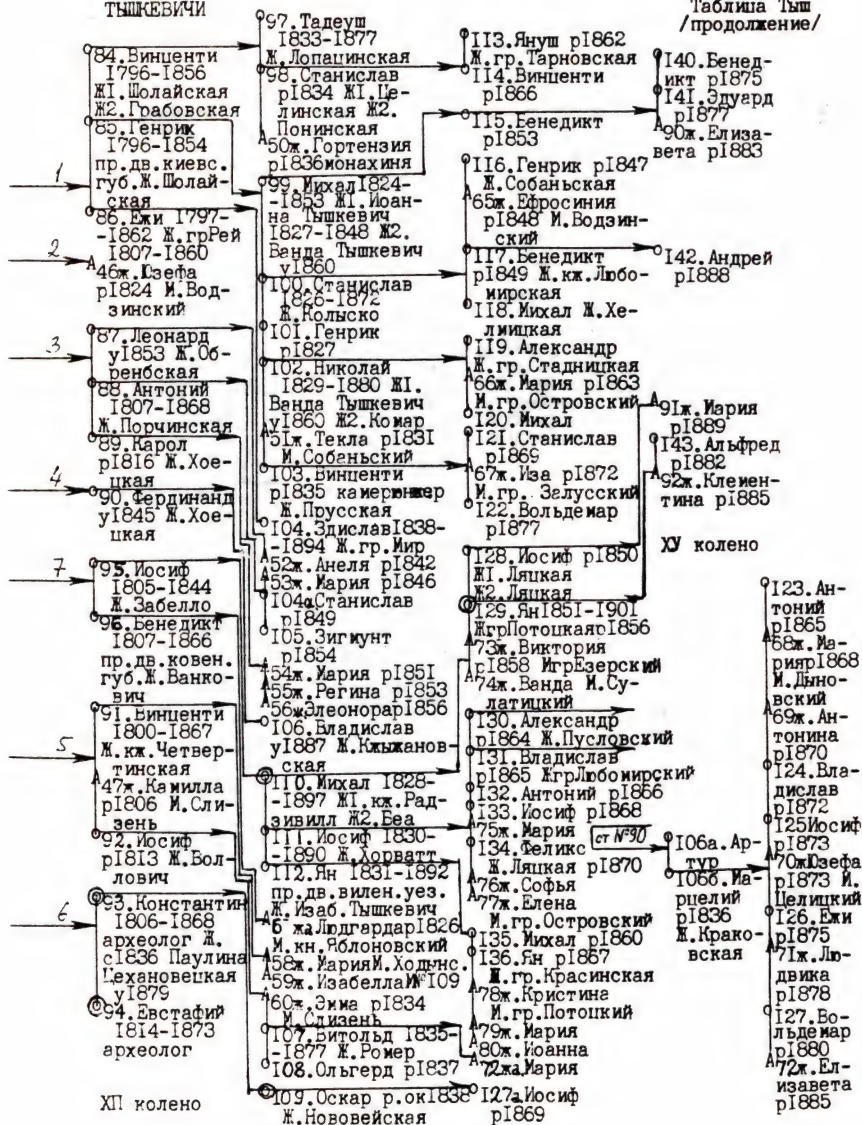 ТЫШКЕВИЧИ
Таблица Тыш
/продолжение/
84.Винценти
1796-1856
Ж1.Шолайская
Ж2.Грабовская
85.Генрик
1796-1854
пр.дв.киевс.
губ.Ж.Шолай-
ская
1
86.Ежи 1797-
-1862 Ж.грРей
1807-1860
2
46ж.Юзефа
р1824 М.Вод-
зинский
87.Леонард
3
у1853 Ж.Об-
ренбская
88.Антоний
1807-1868
Ж.Порчинская
89.Карол
р1816 Ж.Хое-
цкая
4
90.Фердинанд
у1845 Ж.Хое-
цкая
7
95.Иосиф
1805-1844
Ж.Забелло
96.Бенедикт
1807-1866
пр.дв.ковен.
губ.Ж.Ванко-
вич
91.Винценти
5
1800-1867
Ж.кж.Четвер-
тинская
47ж.Камилла
р1806 М.Сли-
зень
92.Иосиф
р1813 Ж.Вол-
лович
93.Константин
6
1806-1868
археолог Ж.
с1836 Паулина
Цехановецкая
у1879
94.Евстафий
1814-1873
археолог
ХП колено
97.Тадеуш
1833-1877
Ж.Лопацинская
98.Станислав
р1834 Ж1.Це-
линская Ж2.
Понинская
50ж.Гортензия
р1836монахиня
99.Михал1824-
-1853 Ж1.Иоан-
на Тышкевич
1827-1848 Ж2.
Ванда Тышкевич
у1860
100.Станислав
1826-1872
Ж.Колыско
101.Генрик
р1827
102.Николай
1829-1880 Ж1.
Ванда Тышкевич
у1860 Ж2.Комар
51ж.Текла р1831
М.Собаньский
103.Винценти
р1835 камерюнкер
Ж.Прусская
104.Здислав1838-
-1894 Ж.гр.Мир
52ж.Анеля р1842
53ж.Мария р1846
104аСтанислав
р1849
105.Зигмунт
р1854
54ж.Мария р1851
55ж.Регина р1853
56ж.Элеонорар1856
106.Владислав
у1887 Ж.Кжыжанов-
ская
110.Михал 1828-
-1897 Ж1.кж.Рад-
зивилл Ж2.Беа
111.Иосиф 1830-
-1890 Ж.Хорватт
112.Ян 1831-1892
пр.дв.вилен.уез.
Ж.Изаб.Тышкевич
жа.Людгардар1826
М.кн.Яблоновский
58ж.МарияМ.Ходынс.
59ж.ИзабеллаМ№109
60ж.Эмма р1834
М.Слизень
107.Витольд 1835-
-1877 Ж.Ромер
108.Ольгерд р1837
109.Оскар р.ок1838
Ж.Нововейская
113.Януш р1862
Ж.гр.Тарновская
114.Винценти
р1866
115.Бенедикт
р1853
116.Генрик р1847
Ж.Собаньская
65ж.Ефросиния
р1848 М.Водзин-
ский
117.Бенедикт
р1849 Ж.кж.Любо-
мирская
118.Михал Ж.Хе-
лмицкая
119.Александр
Ж.гр.Стадницкая
66ж.Мария р1863
М.гр.Островский
120.Михал
121.Станислав
р1869
67ж.Иза р1872
М.гр. Залусский
122.Вольдемар
р1877
128.Иосиф р1850
Ж1.Ляцкая
Ж2.Ляцкая
129.Ян1851-1901
ЖгрПотоцкаяр1856
73ж.Виктория
р1858 МгрЕзерский
74ж.Ванда М.Су-
латицкий
130.Александр
р1864 Ж.Пусловский
131.Владислав
р1865 ЖгрЛюбомирский
132.Антоний р1866
133.Иосиф р1868
75ж.Мария
134.Феликс
Ж.Ляцкая р1870
76ж.Софья
77ж.Елена
М.гр.Островский
135.Михал р1860
136.Ян р1867
Ж.гр.Красинская
78ж.Кристина
М.гр.Потоцкий
79ж.Мария
80ж.Иоанна
72жаМария
127аИосиф
р1869
140.Бенед-
икт р1875
141.Эдуард
р1877
90ж.Елиза-
вета р1883
142.Андрей
р1888
91ж.Мария
р1889
143.Альфред
р1882
92ж.Клемен-
тина р1885
ХУ колено
ст №90
106а.Ар-
тур
106б.Ма-
рцелий
р1836
Ж.Крако-
вская
123.Ан-
тоний
р1865
68ж.Ма-
рияр1868
М.Дыно-
вский
69ж.Ан-
тонина
р1870
124.Вла-
дислав
р1872
125Иосиф
р1873
70жЮзефа
р1873 М.
Целицкий
126.Ежи
р1875
71ж.Лю-
двика
р1878
127.Во-
льдемар
р1880
72ж.Ел-
изавета
р1885